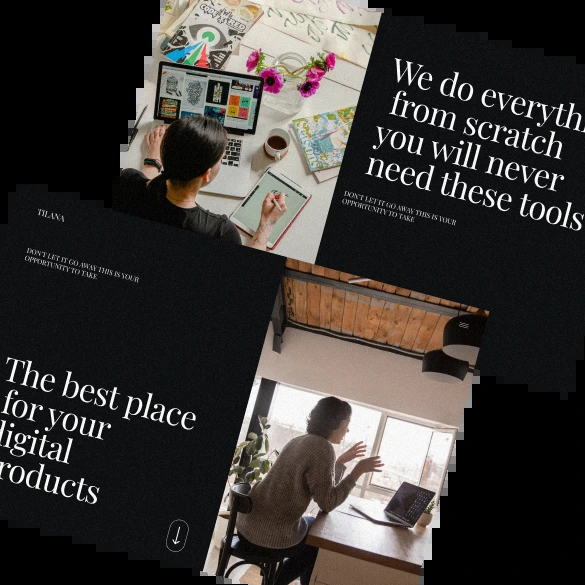 We do everyth
from scratch
you will never
need these tools
DON'T LET IT GO AWAY THIS IS YOUR
OPPORTUNITY TO TAKE
TILANA
DON'T LET IT GO AWAY THIS IS YOUR
OPPORTUNITY TO TAKE
The best place
for your
digital
products